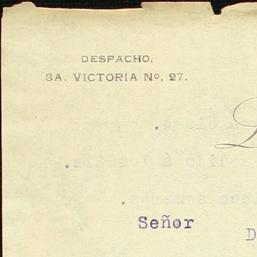 DESPACHO,
3A. VICTORIA Nº, 27.
Señor
D